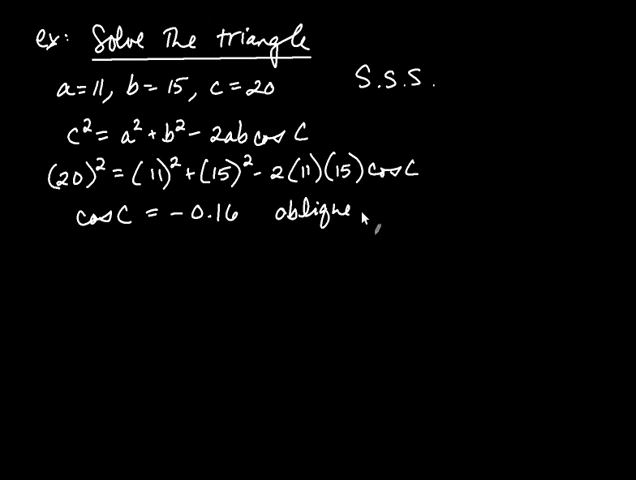 ex: Solve The triangle
a=11, b=15, c=20 S.S.S.
c² = a² + b² - 2ab cos C
(20)² = (11)² + (15)² - 2(11)(15) cos C
cos C = -0.16 oblique